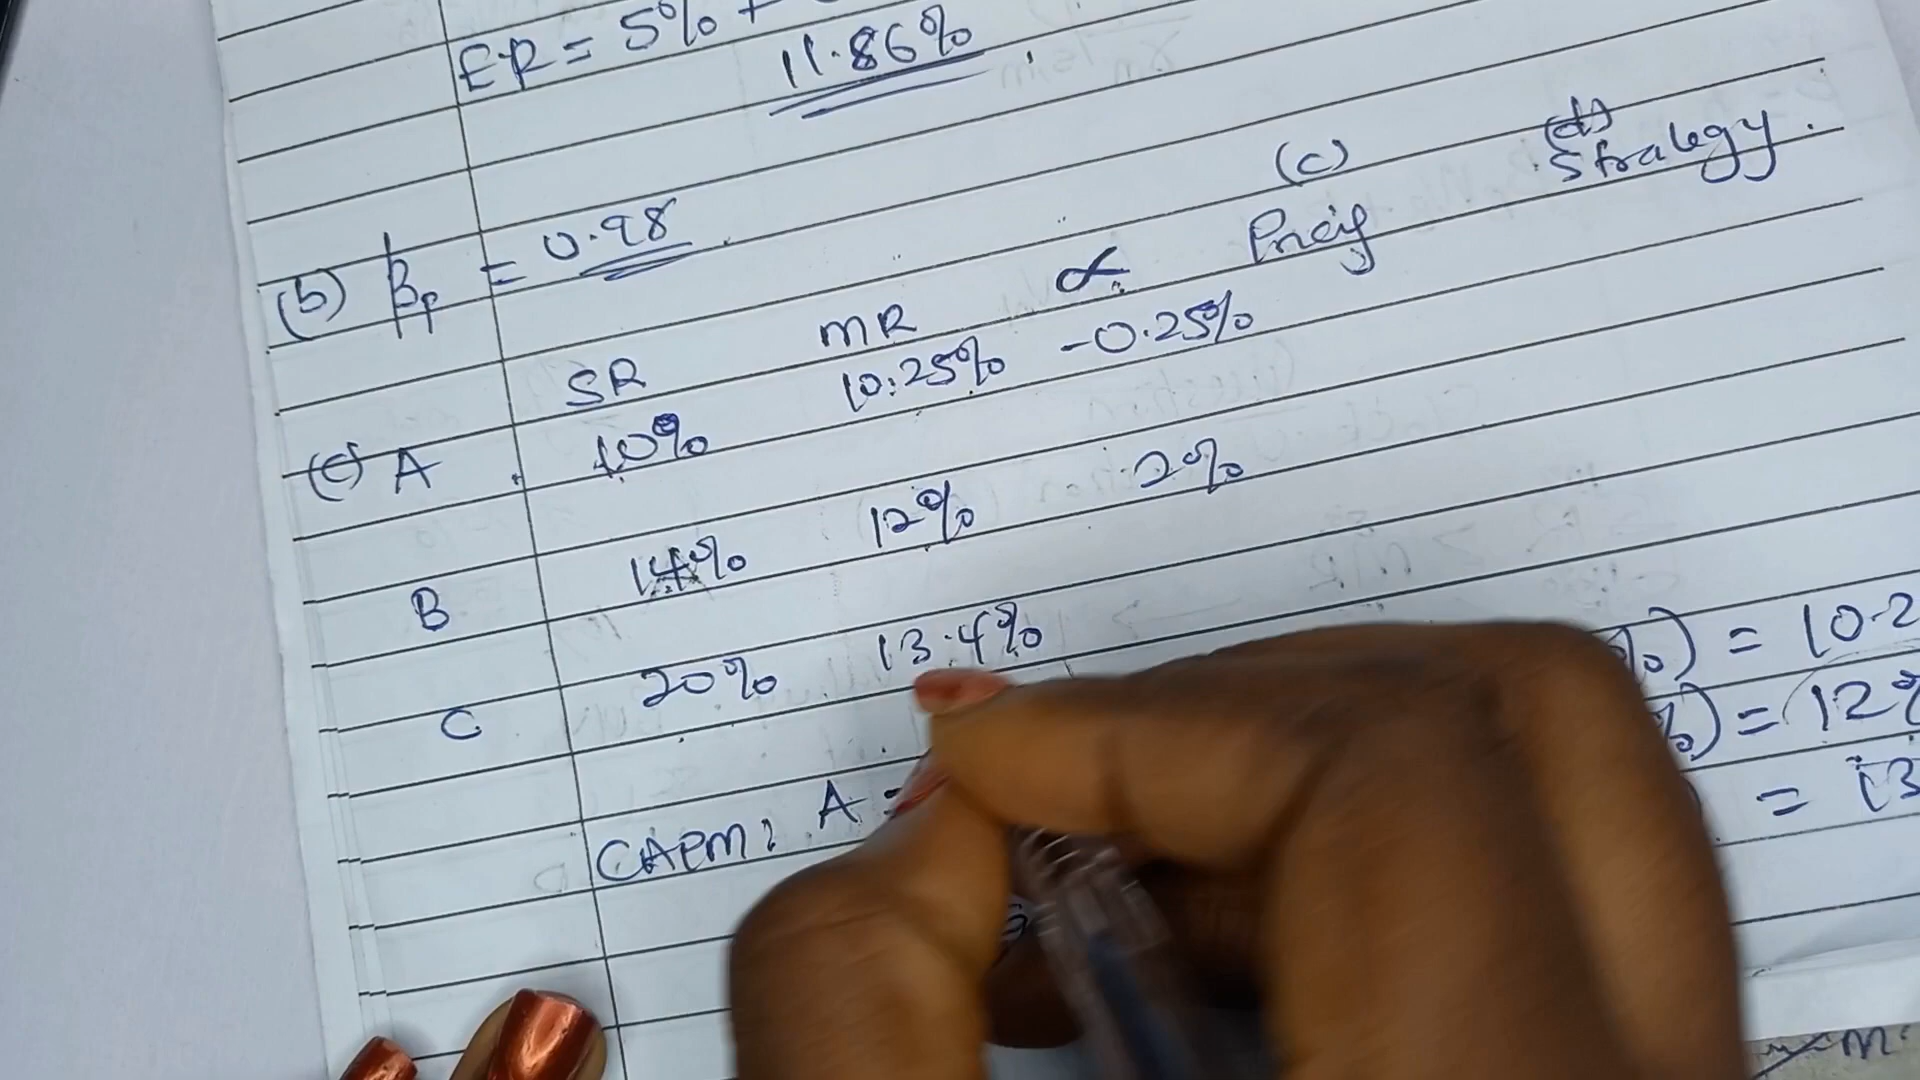 ER = 5% +
11.86%
(b) βp = 0.98
(c) (d)
SR MR α Pricing Strategy.
(c) A 10% 10.25% -0.25%
B 14% 12% 2%
C 20% 13.4%
%) = 10.2
CAPM: A = %) = 12%
= 13